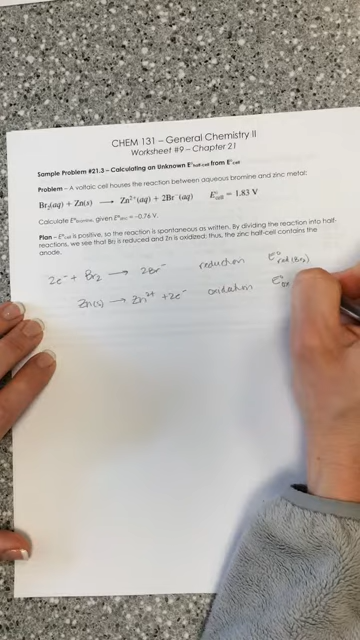 CHEM 131 – General Chemistry II
Worksheet #9 – Chapter 21
Sample Problem #21.3 – Calculating an Unknown E°half-cell from E°cell
Problem – A voltaic cell houses the reaction between aqueous bromine and zinc metal:
Br₂(aq) + Zn(s) ⟶ Zn²⁺(aq) + 2Br⁻(aq) E°cell = 1.83 V
Calculate E°bromine, given E°zinc = –0.76 V.
Plan – E°cell is positive, so the reaction is spontaneous as written. By dividing the reaction into half-
reactions, we see that Br₂ is reduced and Zn is oxidized; thus, the zinc half-cell contains the
anode.
2e⁻ + Br₂ ⟶ 2Br⁻ reduction E°red(Br₂)
Zn(s) ⟶ Zn²⁺ + 2e⁻ oxidation E°ox